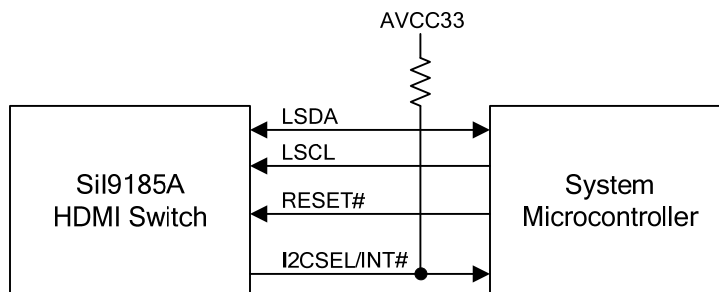 AVCC33
LSDA
LSCL
SiI9185A
HDMI Switch
RESET#
System
Microcontroller
I2CSEL/INT#